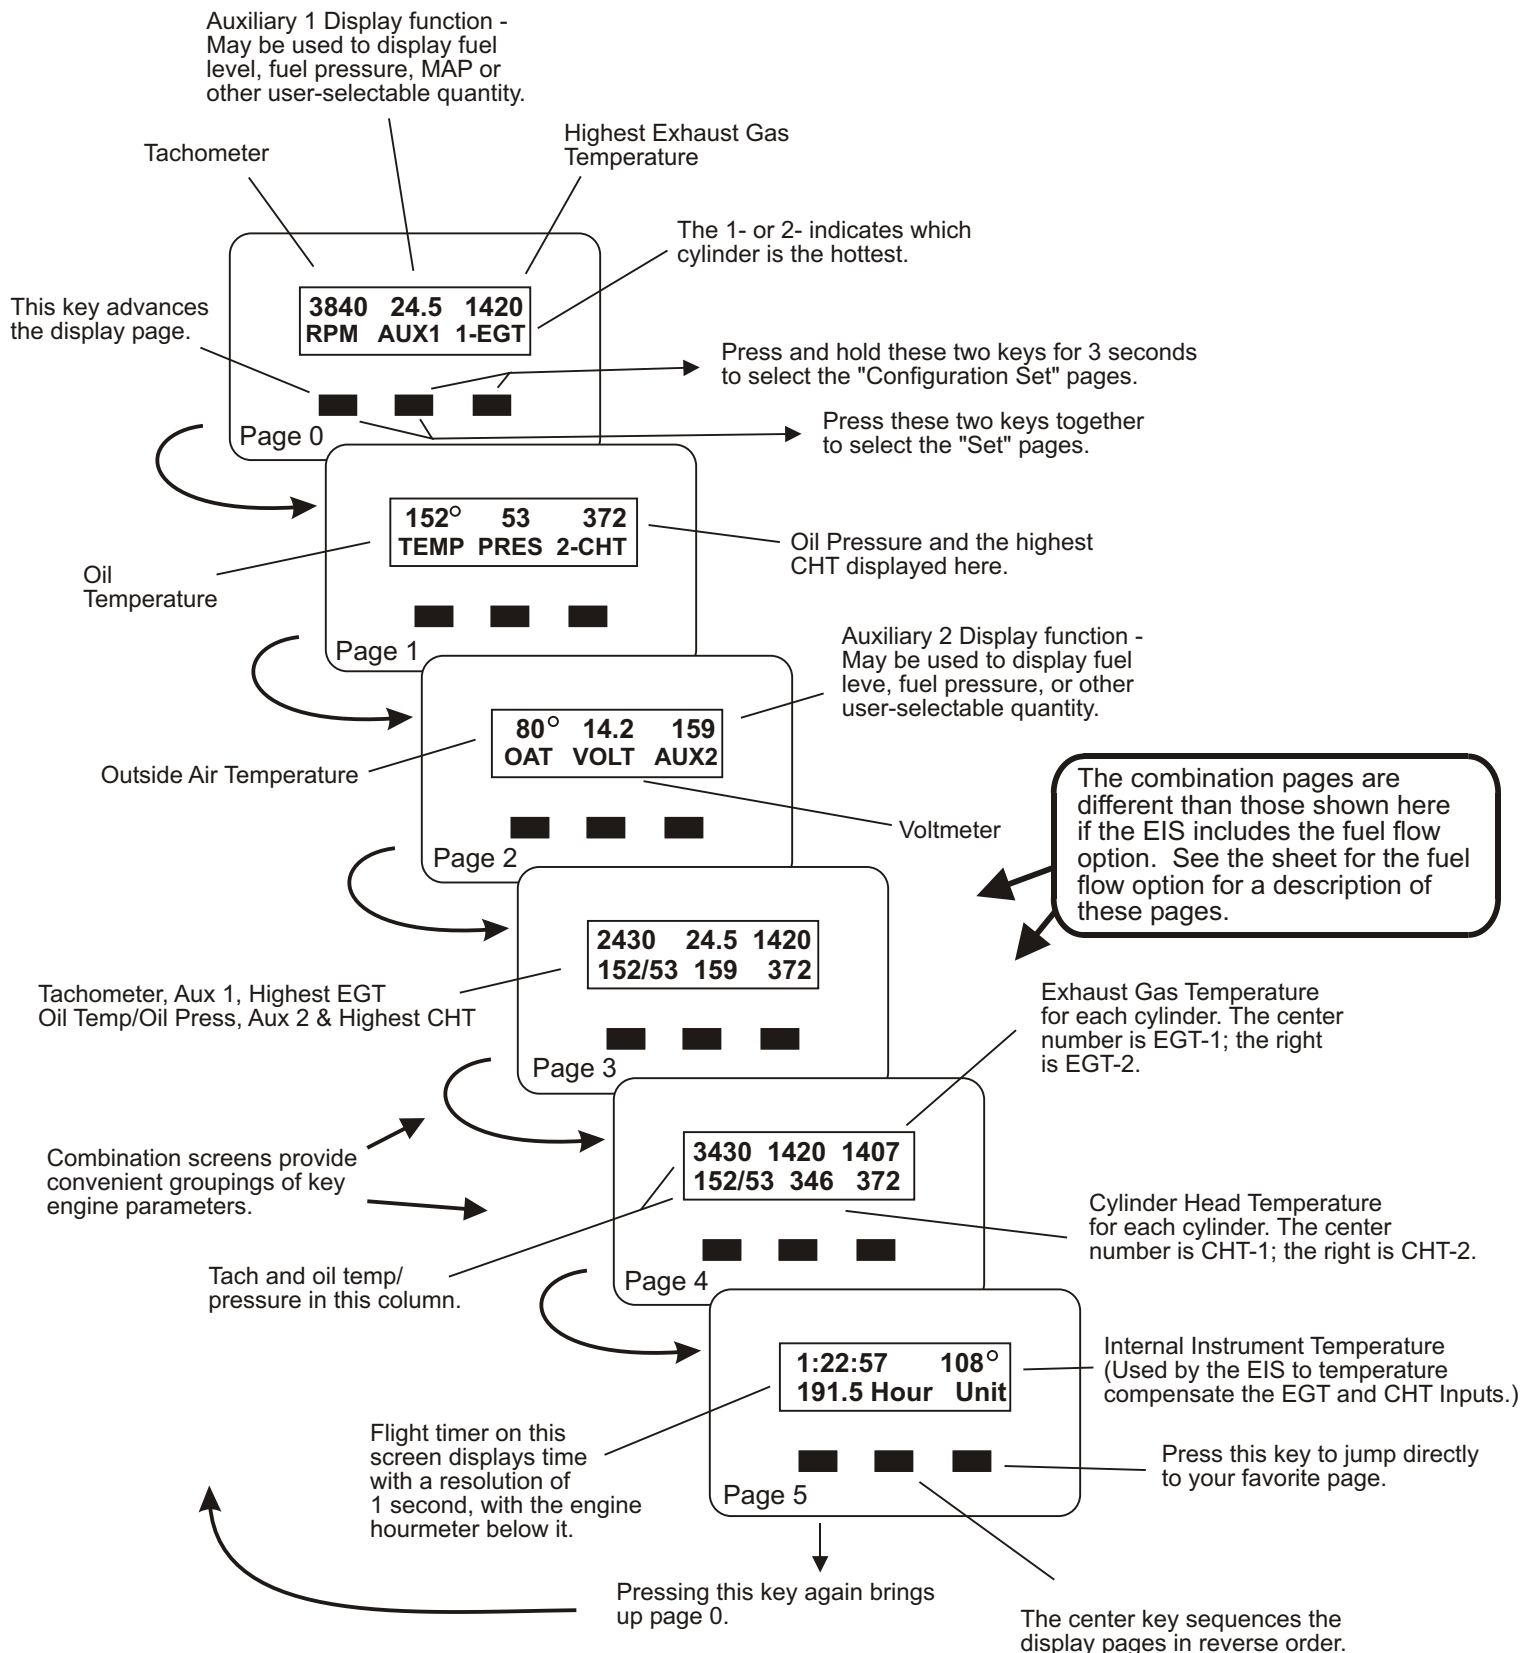 Auxiliary 1 Display function -
May be used to display fuel
level, fuel pressure, MAP or
other user-selectable quantity.
Tachometer
Highest Exhaust Gas
Temperature
The 1- or 2- indicates which
cylinder is the hottest.
This key advances
the display page.
3840 24.5 1420
RPM AUX1 1-EGT
Press and hold these two keys for 3 seconds
to select the "Configuration Set" pages.
Press these two keys together
to select the "Set" pages.
Page 0
152° 53 372
TEMP PRES 2-CHT
Oil Pressure and the highest
CHT displayed here.
Oil
Temperature
Page 1
Auxiliary 2 Display function -
May be used to display fuel
leve, fuel pressure, or other
user-selectable quantity.
80° 14.2 159
OAT VOLT AUX2
Outside Air Temperature
Voltmeter
Page 2
The combination pages are
different than those shown here
if the EIS includes the fuel flow
option. See the sheet for the fuel
flow option for a description of
these pages.
2430 24.5 1420
152/53 159 372
Tachometer, Aux 1, Highest EGT
Oil Temp/Oil Press, Aux 2 & Highest CHT
Page 3
Exhaust Gas Temperature
for each cylinder. The center
number is EGT-1; the right
is EGT-2.
Combination screens provide
convenient groupings of key
engine parameters.
3430 1420 1407
152/53 346 372
Cylinder Head Temperature
for each cylinder. The center
number is CHT-1; the right is CHT-2.
Tach and oil temp/
pressure in this column.
Page 4
1:22:57 108°
191.5 Hour Unit
Internal Instrument Temperature
(Used by the EIS to temperature
compensate the EGT and CHT Inputs.)
Flight timer on this
screen displays time
with a resolution of
1 second, with the engine
hourmeter below it.
Press this key to jump directly
to your favorite page.
Page 5
Pressing this key again brings
up page 0.
The center key sequences the
display pages in reverse order.